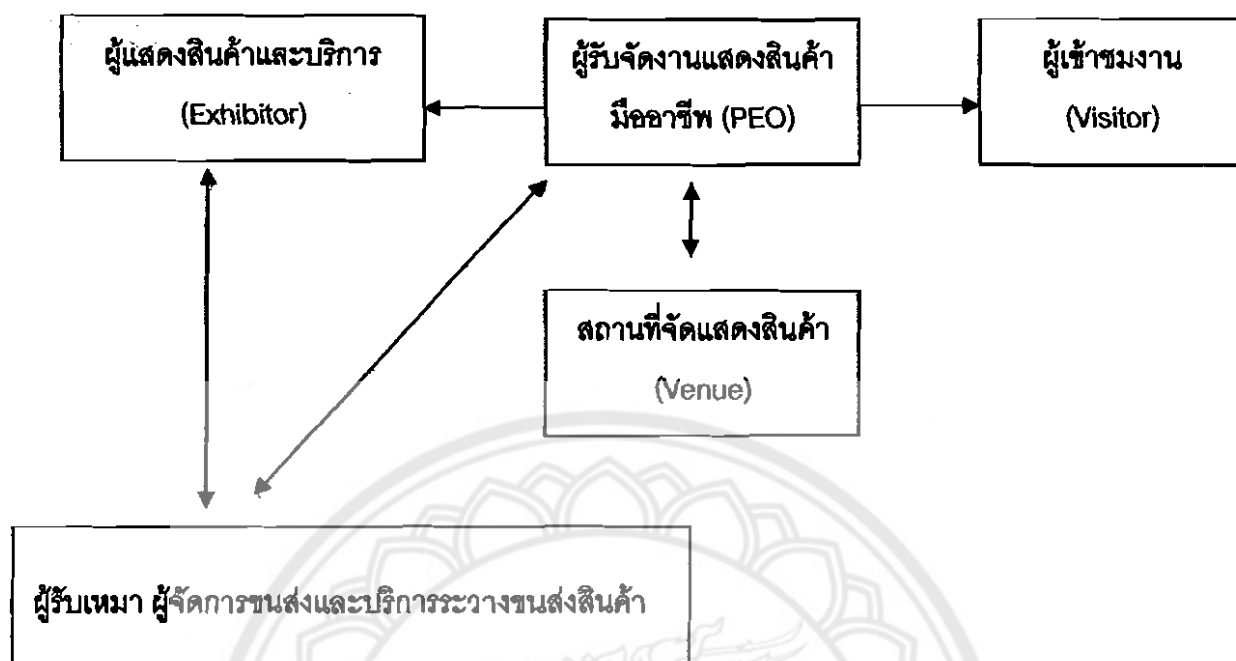 ผู้แสดงสินค้าและบริการ
(Exhibitor)
ผู้รับจัดงานแสดงสินค้า
มืออาชีพ (PEO)
ผู้เข้าชมงาน
(Visitor)
สถานที่จัดแสดงสินค้า
(Venue)
ผู้รับเหมา ผู้จัดการขนส่งและบริการระวางขนส่งสินค้า